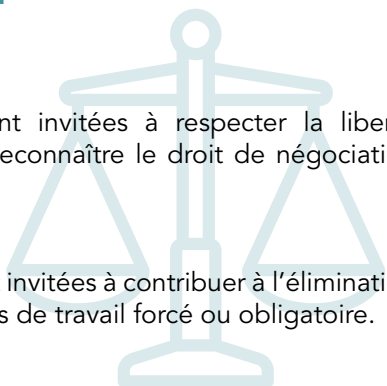 nt invitées à respecter la liber
econnaître le droit de négociati
invitées à contribuer à l'éliminati
s de travail forcé ou obligatoire.